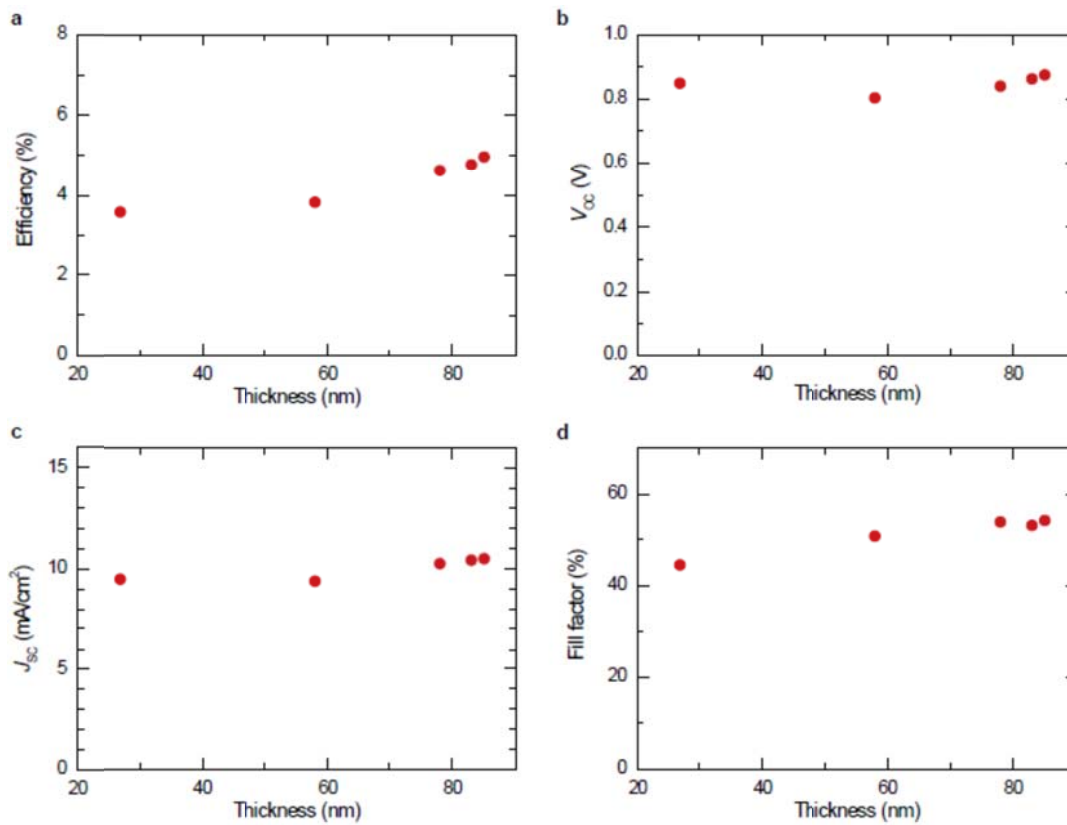 a
8
6
4
2
0
Efficiency (%)
20 40 60 80
Thickness (nm)
b
1.0
0.8
0.6
0.4
0.2
0.0
VOC (V)
20 40 60 80
Thickness (nm)
c
15
10
5
0
JSC (mA/cm²)
20 40 60 80
Thickness (nm)
d
60
40
20
0
Fill factor (%)
20 40 60 80
Thickness (nm)